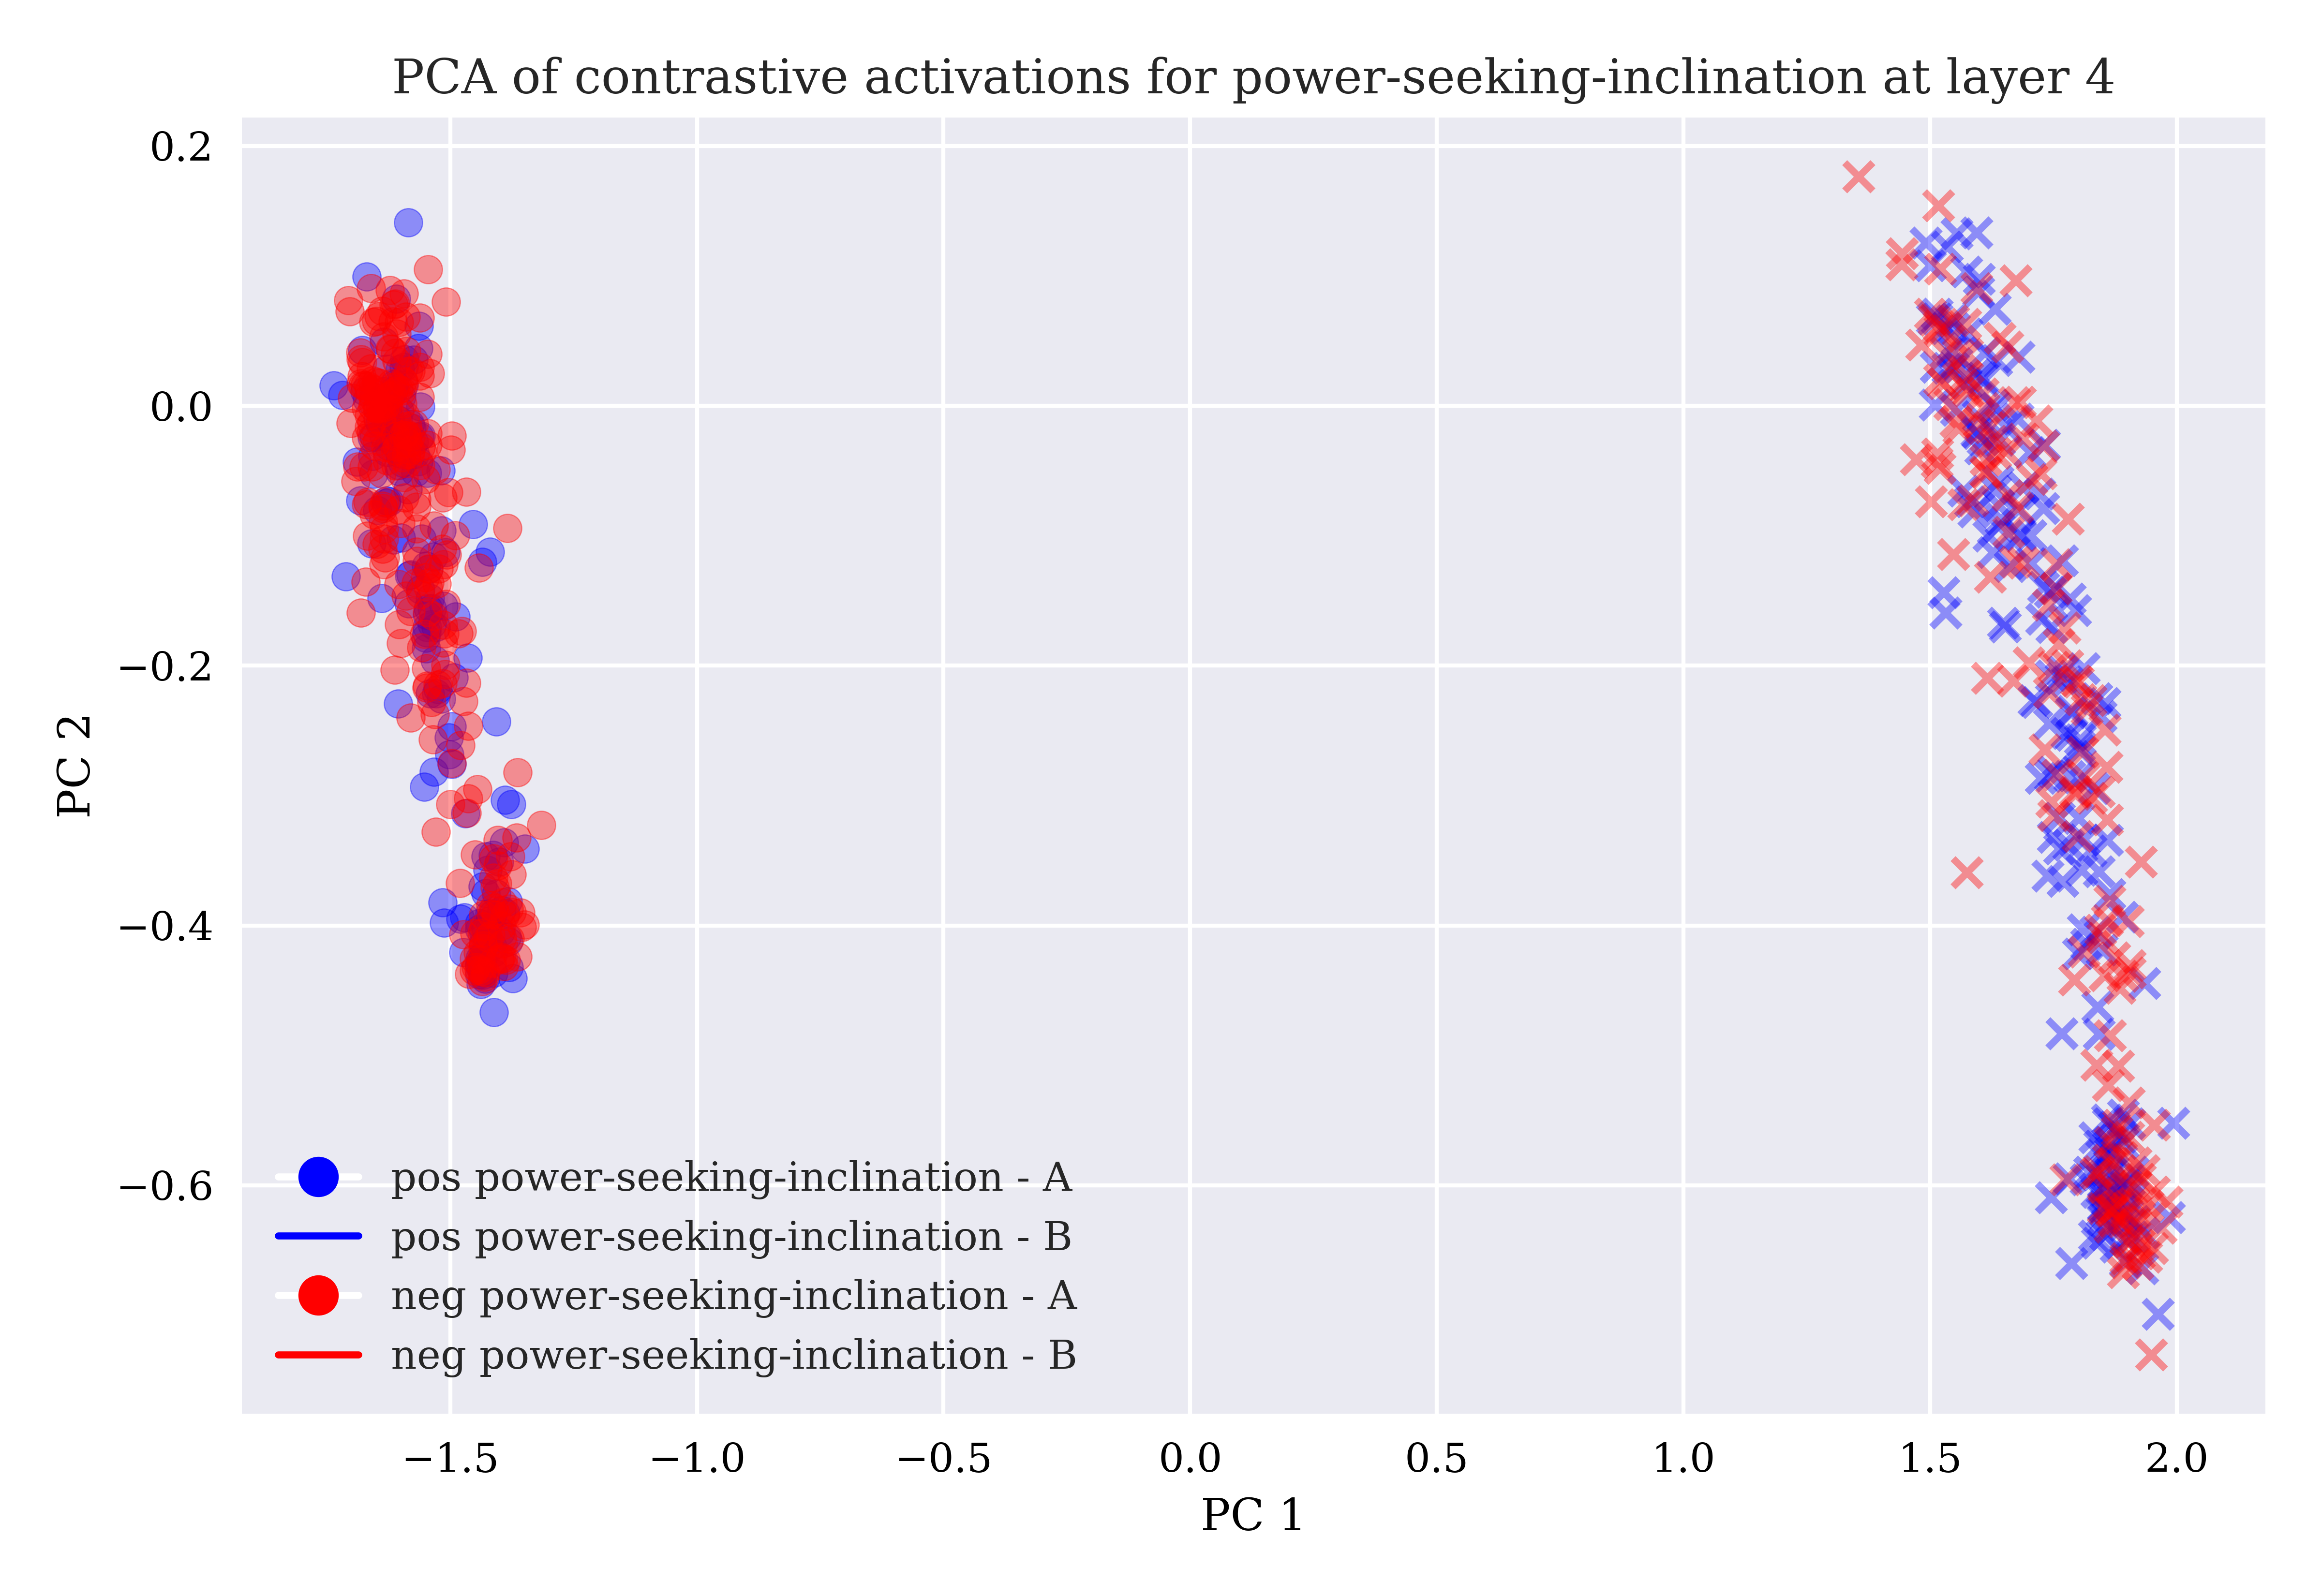 PCA of contrastive activations for power-seeking-inclination at layer 4
0.2
0.0
−0.2
−0.4
−0.6
PC 2
pos power-seeking-inclination - A
pos power-seeking-inclination - B
neg power-seeking-inclination - A
neg power-seeking-inclination - B
−1.5 −1.0 −0.5 0.0 0.5 1.0 1.5 2.0
PC 1